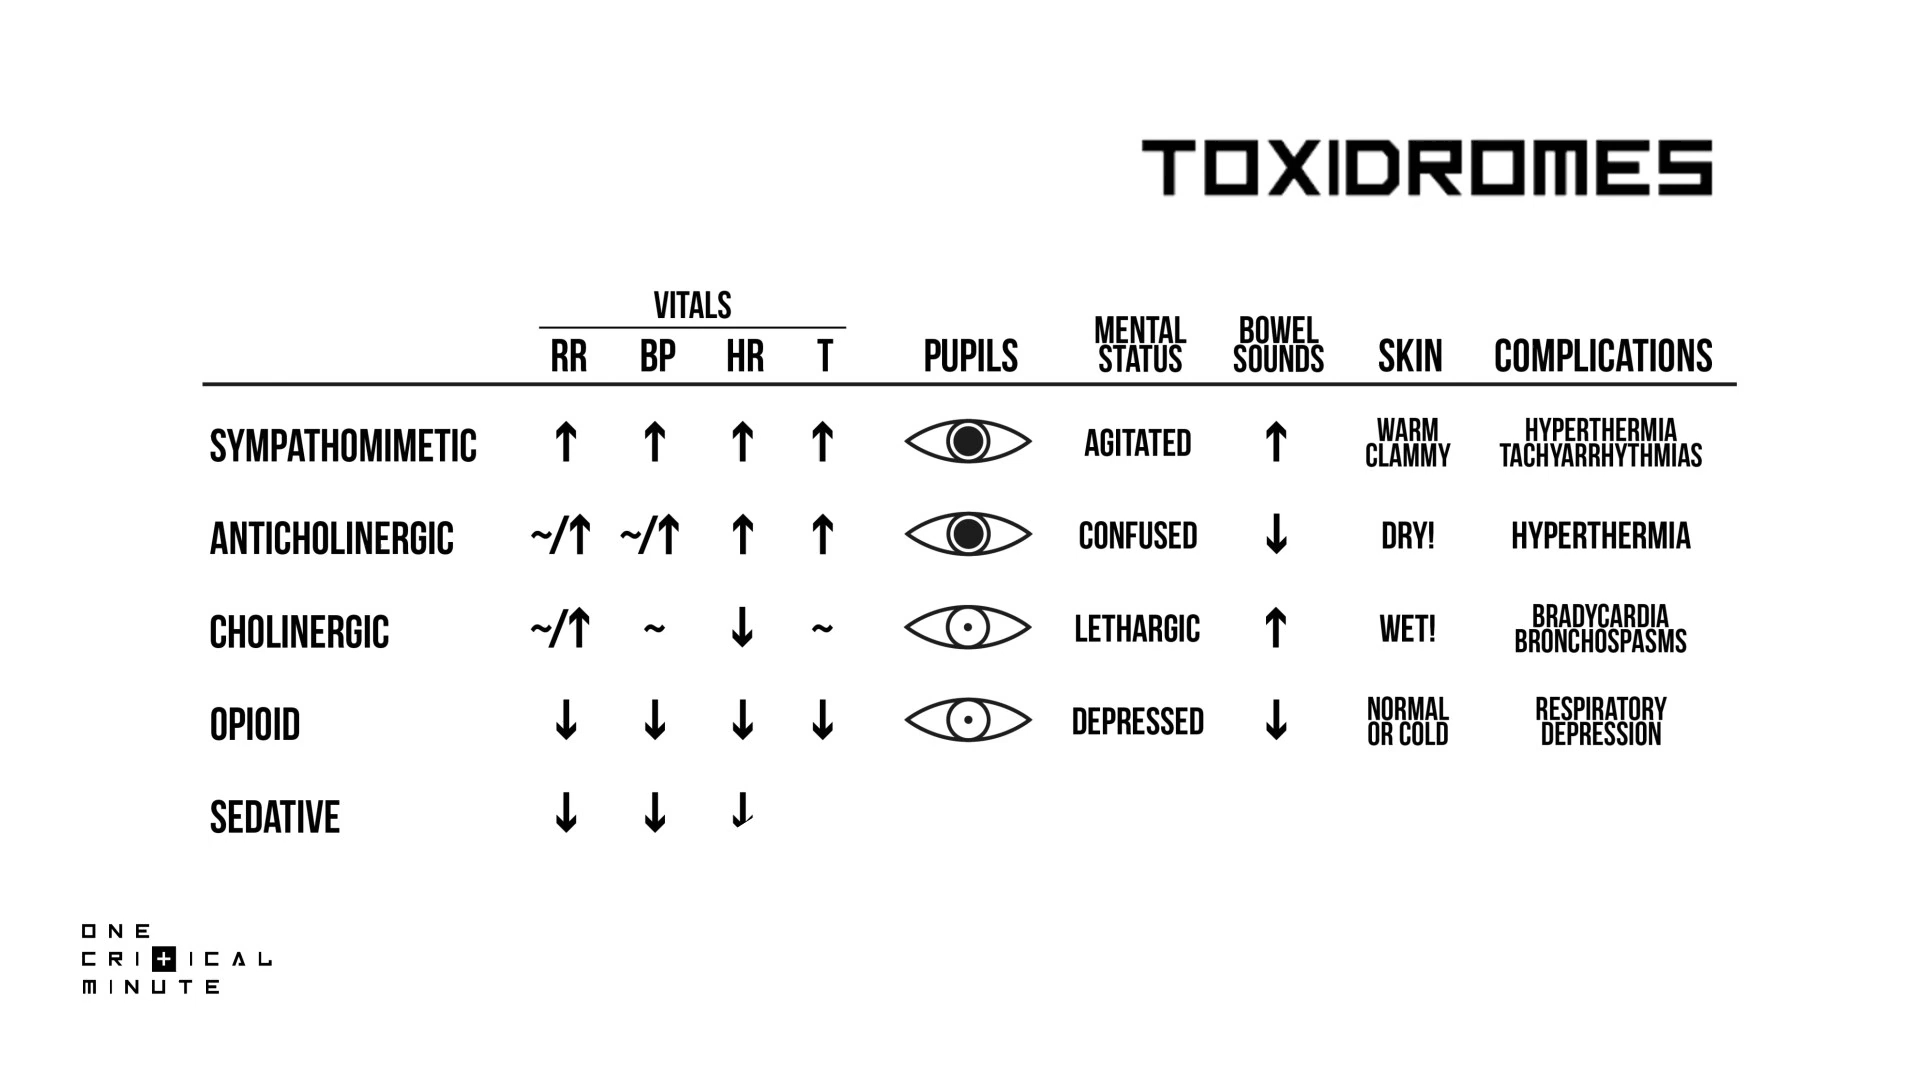 TOXIDROMES
VITALS
RR BP HR T PUPILS MENTAL STATUS BOWEL SOUNDS SKIN COMPLICATIONS
SYMPATHOMIMETIC ↑ ↑ ↑ ↑ AGITATED ↑ WARM CLAMMY HYPERTHERMIA TACHYARRHYTHMIAS
ANTICHOLINERGIC ~/↑ ~/↑ ↑ ↑ CONFUSED ↓ DRY! HYPERTHERMIA
CHOLINERGIC ~/↑ ~ ↓ ~ LETHARGIC ↑ WET! BRADYCARDIA BRONCHOSPASMS
OPIOID ↓ ↓ ↓ ↓ DEPRESSED ↓ NORMAL OR COLD RESPIRATORY DEPRESSION
SEDATIVE ↓ ↓ ↓
ONE
CRITICAL
MINUTE